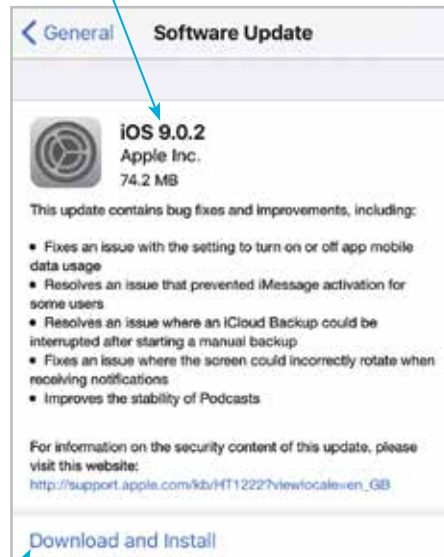 General
Software Update
iOS 9.0.2
Apple Inc.
74.2 MB
This update contains bug fixes and improvements, including:
• Fixes an issue with the setting to turn on or off app mobile
data usage
• Resolves an issue that prevented iMessage activation for
some users
• Resolves an issue where an iCloud Backup could be
interrupted after starting a manual backup
• Fixes an issue where the screen could incorrectly rotate when
receiving notifications
• Improves the stability of Podcasts
For information on the security content of this update, please
visit this website:
http://support.apple.com/kb/HT1222?viewlocale=en_GB
Download and Install